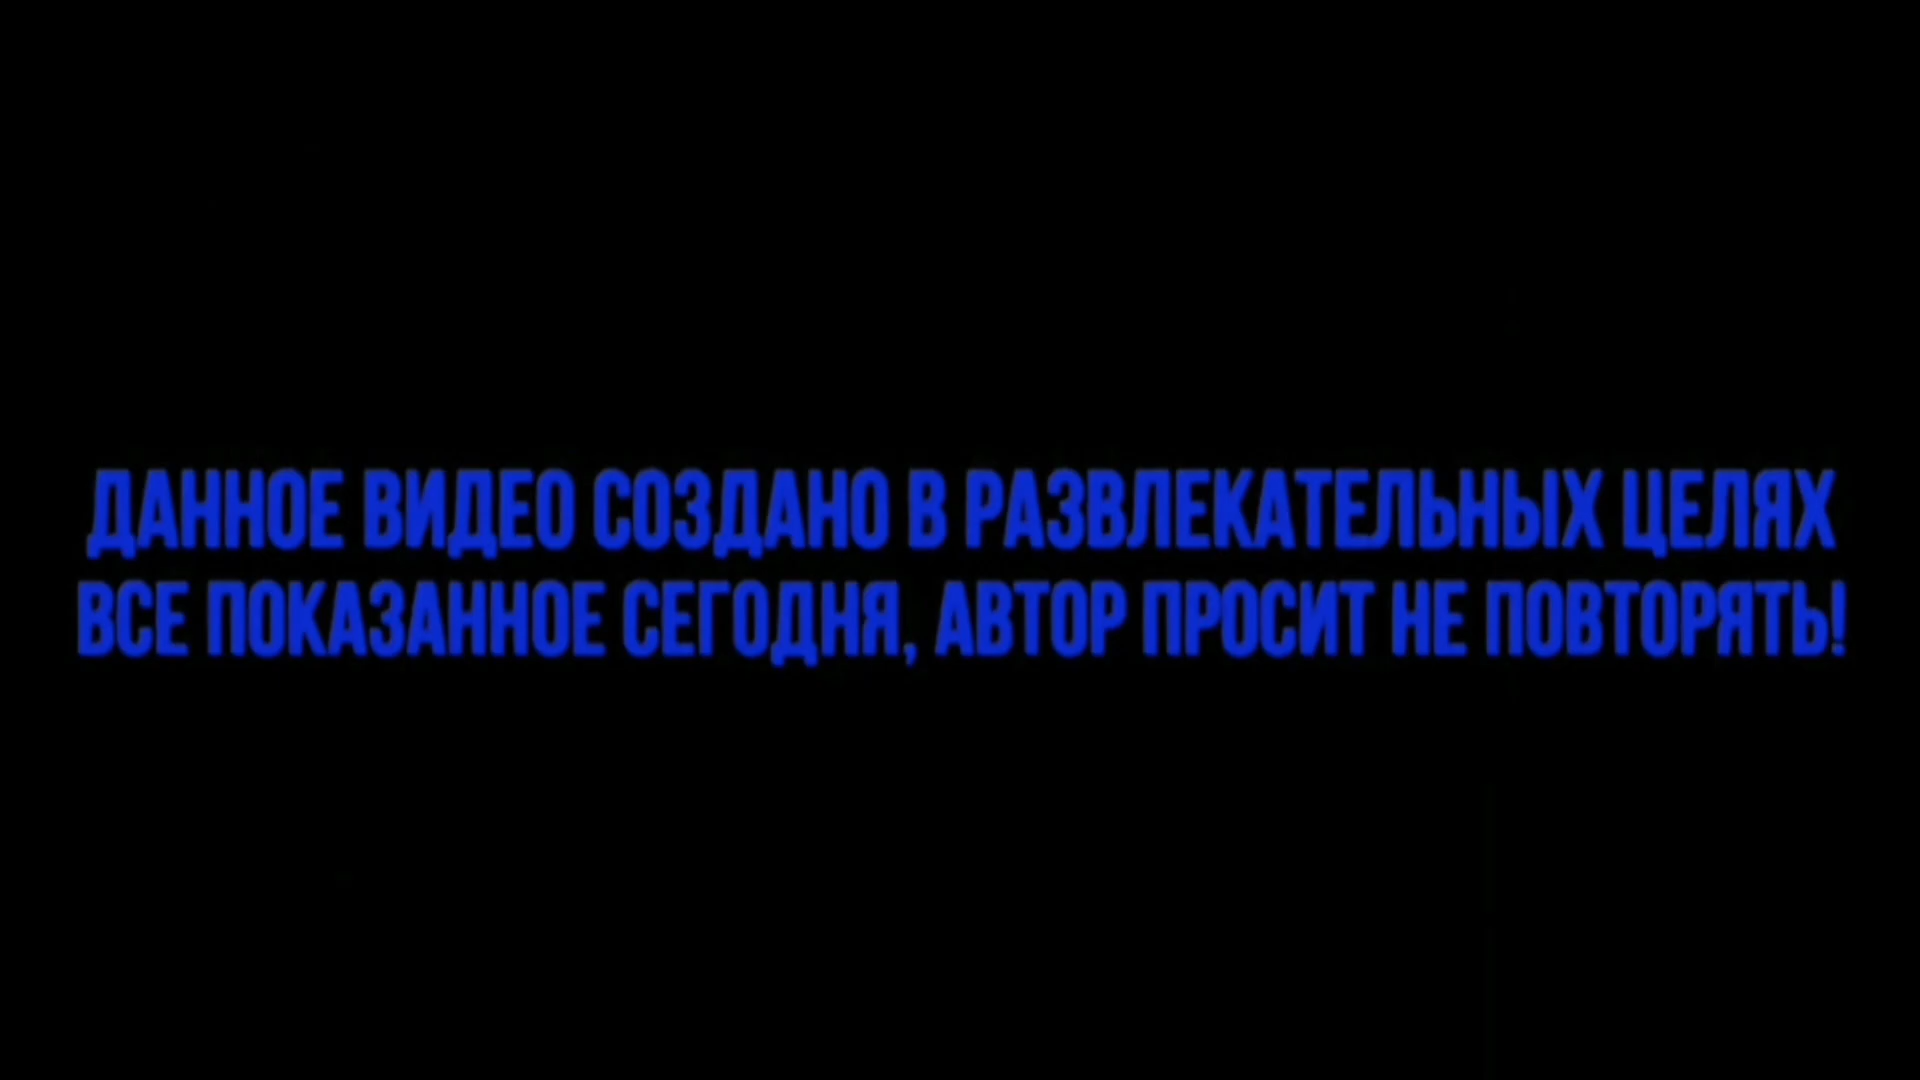 ДАННОЕ ВИДЕО СОЗДАНО В РАЗВЛЕКАТЕЛЬНЫХ ЦЕЛЯХ
ВСЕ ПОКАЗАННОЕ СЕГОДНЯ, АВТОР ПРОСИТ НЕ ПОВТОРЯТЬ!